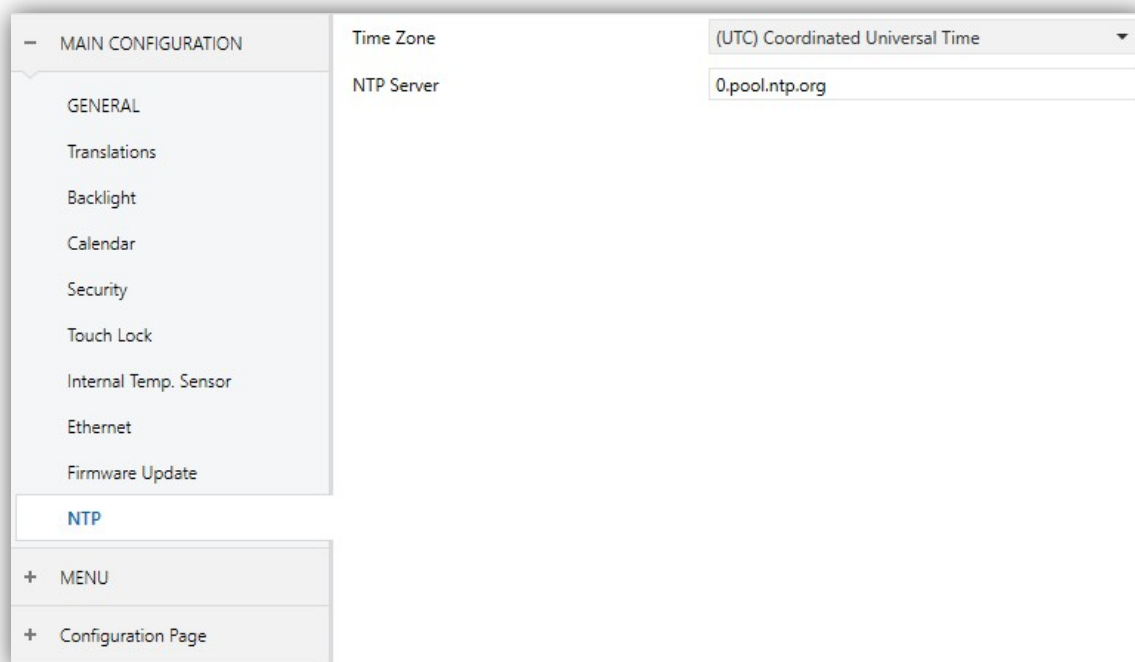 MAIN CONFIGURATION
GENERAL
Translations
Backlight
Calendar
Security
Touch Lock
Internal Temp. Sensor
Ethernet
Firmware Update
NTP
MENU
Configuration Page
Time Zone (UTC) Coordinated Universal Time
NTP Server 0.pool.ntp.org